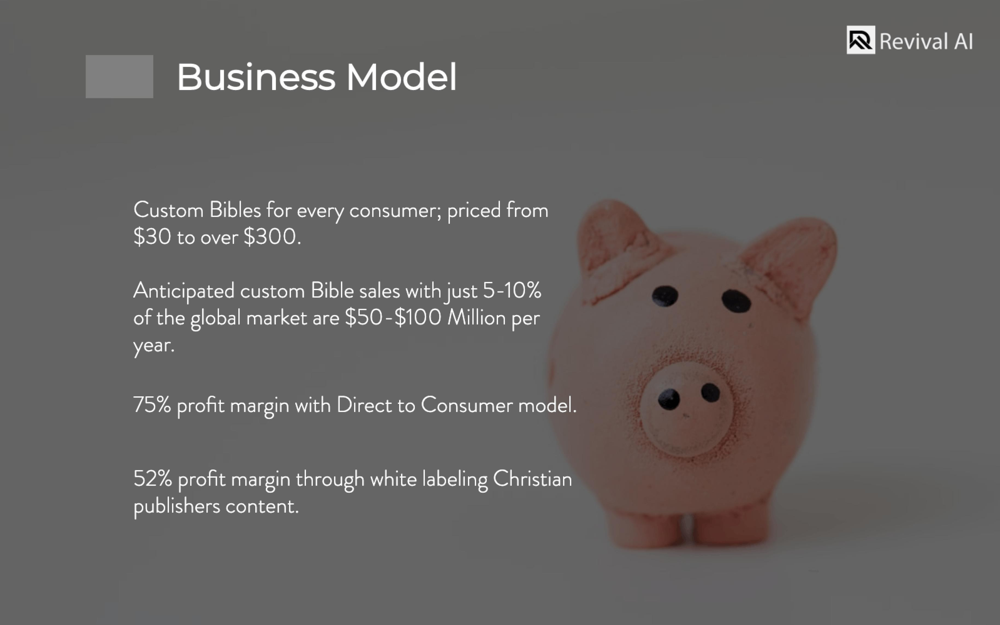 Revival AI
Business Model
Custom Bibles for every consumer; priced from
$30 to over $300.
Anticipated custom Bible sales with just 5-10%
of the global market are $50-$100 Million per
year.
75% profit margin with Direct to Consumer model.
52% profit margin through white labeling Christian
publishers content.